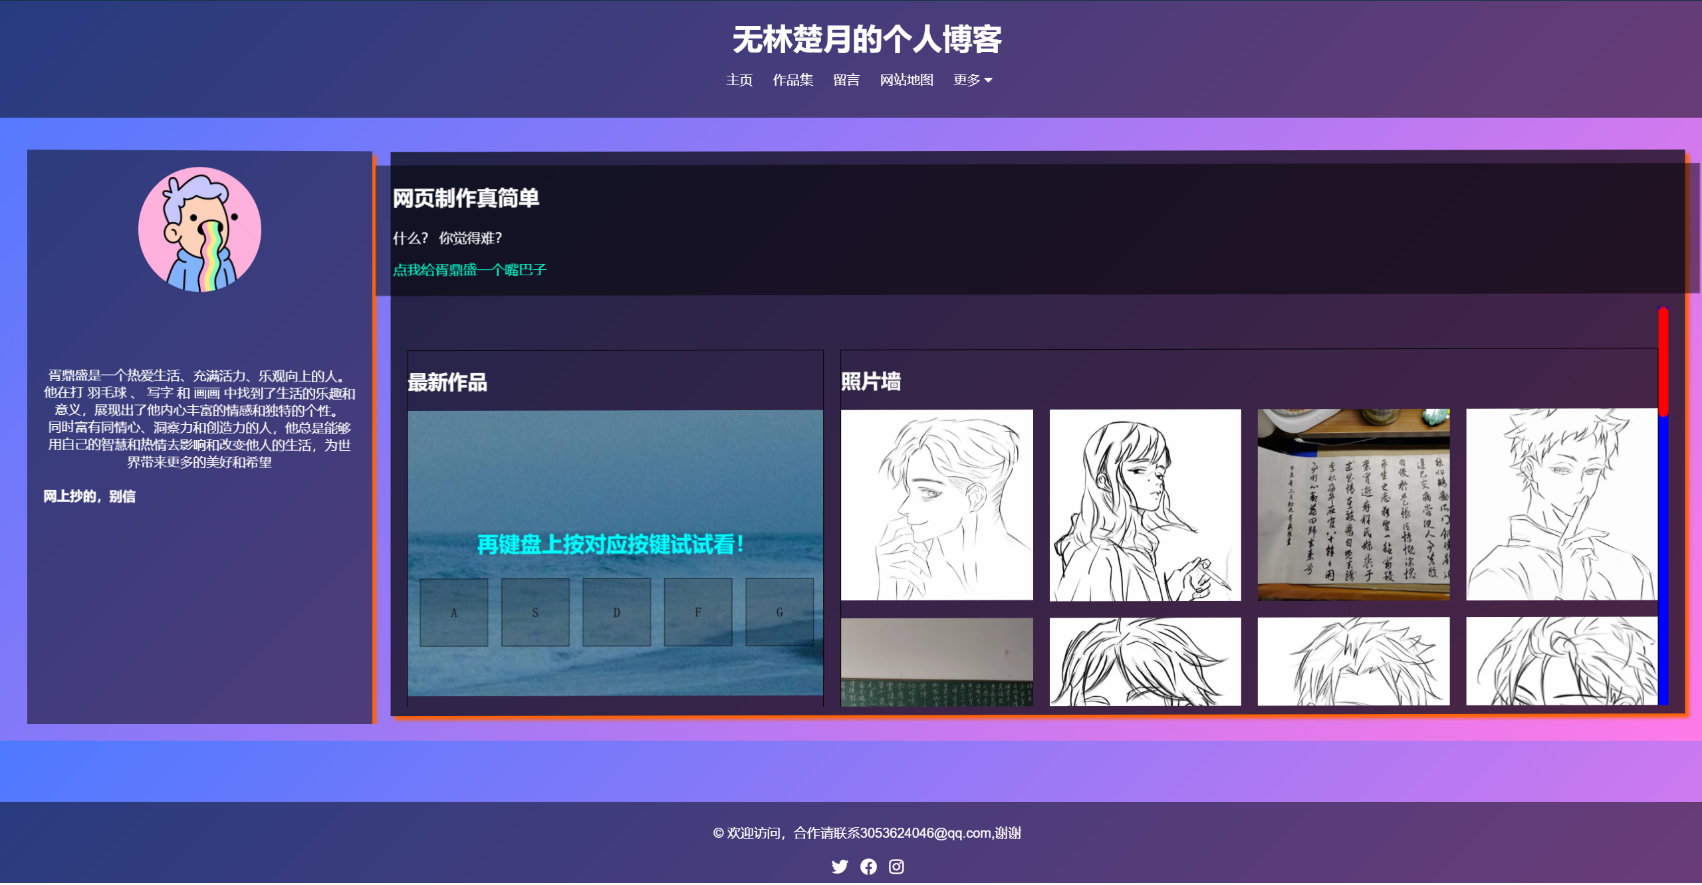 无林楚月的个人博客
主页 作品集 留言 网站地图 更多
网页制作真简单
什么？ 你觉得难？
点我给胥鼎盛一个嘴巴子
胥鼎盛是一个热爱生活、充满活力、乐观向上的人。
他在打 羽毛球 、 写字 和 画画 中找到了生活的乐趣和
意义，展现出了他内心丰富的情感和独特的个性。
同时富有同情心、洞察力和创造力的人，他总是能够
用自己的智慧和热情去影响和改变他人的生活，为世
界带来更多的美好和希望
网上抄的，别信
最新作品
再键盘上按对应按键试试看！
A S D F G
照片墙
© 欢迎访问，合作请联系3053624046@qq.com,谢谢